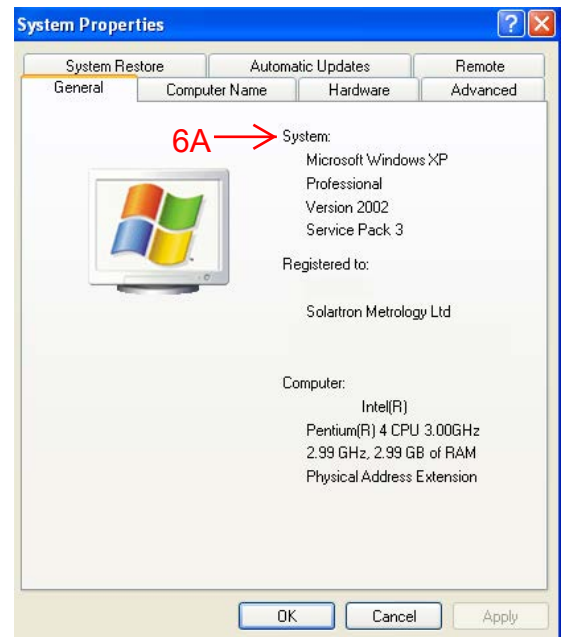 System Properties
System Restore Automatic Updates Remote
General Computer Name Hardware Advanced
6A
System:
Microsoft Windows XP
Professional
Version 2002
Service Pack 3
Registered to:
Solartron Metrology Ltd
Computer:
Intel(R)
Pentium(R) 4 CPU 3.00GHz
2.99 GHz, 2.99 GB of RAM
Physical Address Extension
OK Cancel Apply